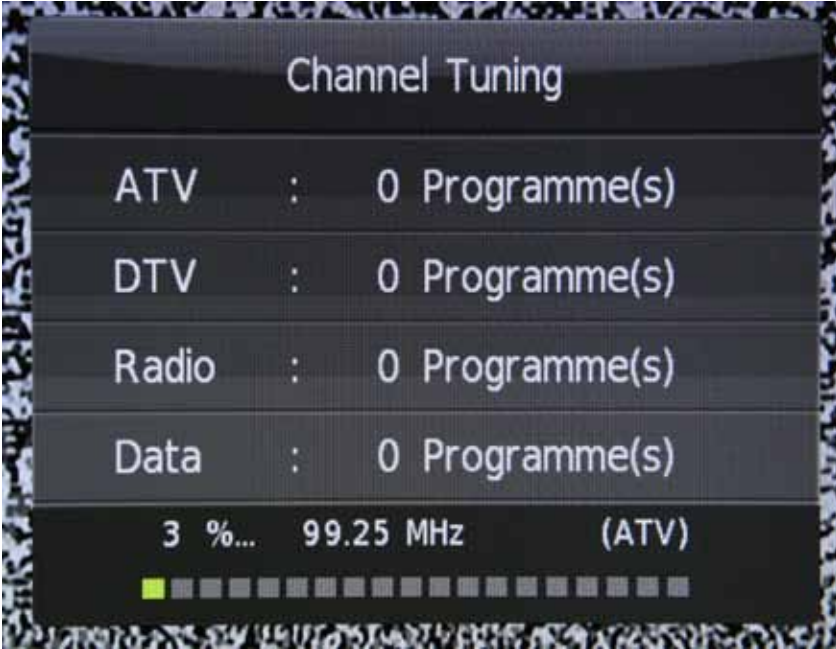 Channel Tuning
ATV : 0 Programme(s)
DTV : 0 Programme(s)
Radio : 0 Programme(s)
Data : 0 Programme(s)
3 %... 99.25 MHz (ATV)